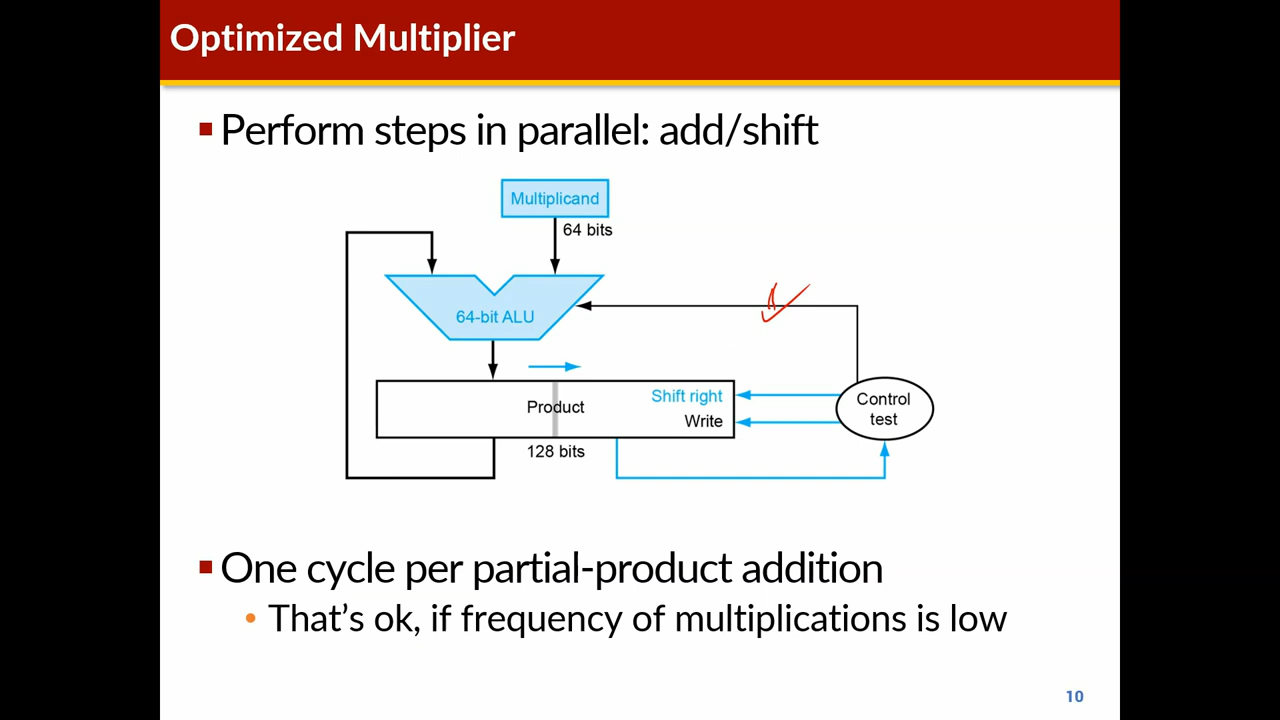 Optimized Multiplier
▪ Perform steps in parallel: add/shift
Multiplicand
64 bits
64-bit ALU
Product
Shift right
Write
128 bits
Control
test
▪ One cycle per partial-product addition
• That’s ok, if frequency of multiplications is low
10